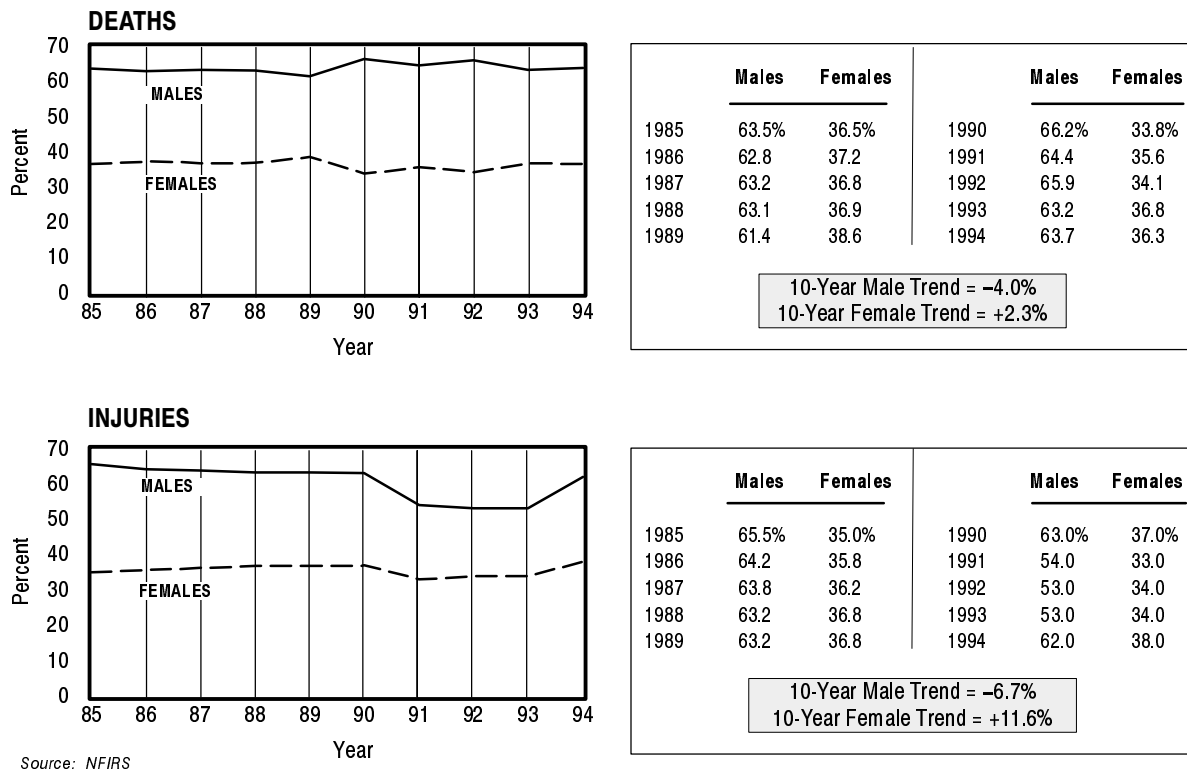 DEATHS
70
60
50
40
30
20
10
0
Percent
MALES
FEMALES
85 86 87 88 89 90 91 92 93 94
Year
Males Females Males Females
1985 63.5% 36.5% 1990 66.2% 33.8%
1986 62.8 37.2 1991 64.4 35.6
1987 63.2 36.8 1992 65.9 34.1
1988 63.1 36.9 1993 63.2 36.8
1989 61.4 38.6 1994 63.7 36.3
10-Year Male Trend = –4.0%
10-Year Female Trend = +2.3%
INJURIES
70
60
50
40
30
20
10
0
Percent
MALES
FEMALES
85 86 87 88 89 90 91 92 93 94
Year
Males Females Males Females
1985 65.5% 35.0% 1990 63.0% 37.0%
1986 64.2 35.8 1991 54.0 33.0
1987 63.8 36.2 1992 53.0 34.0
1988 63.2 36.8 1993 53.0 34.0
1989 63.2 36.8 1994 62.0 38.0
10-Year Male Trend = –6.7%
10-Year Female Trend = +11.6%
Source: NFIRS